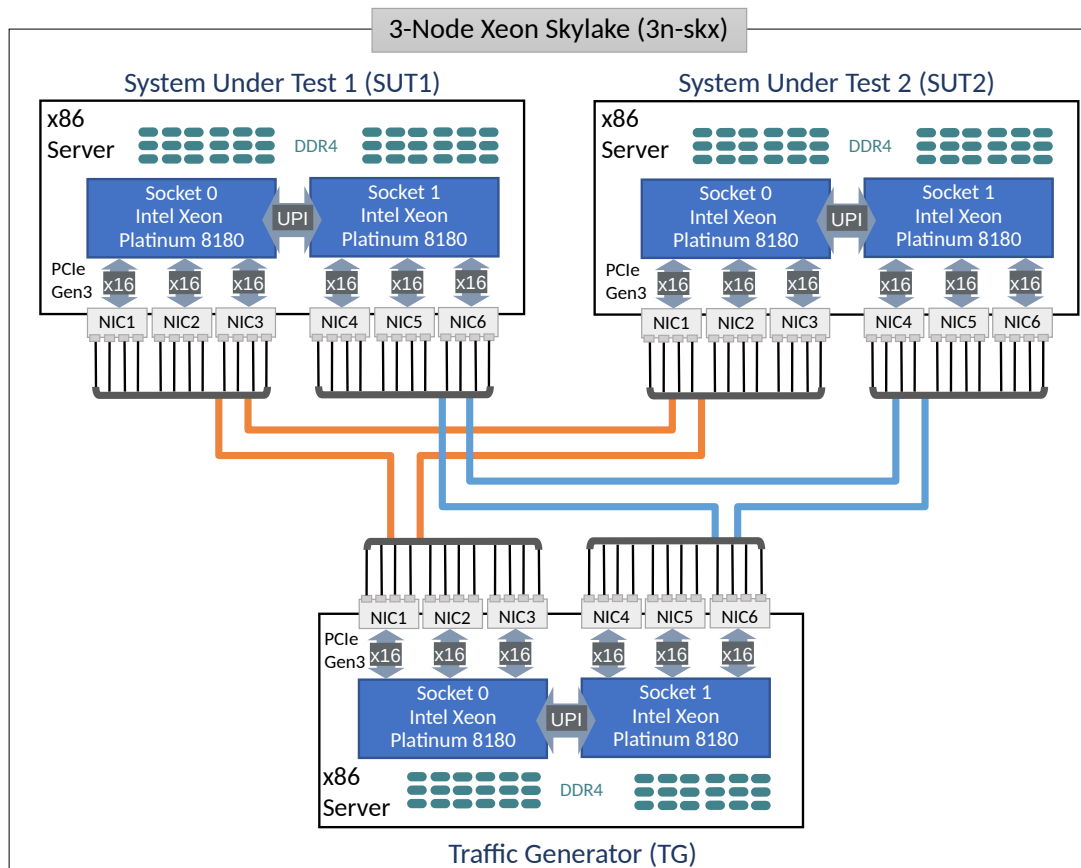 3-Node Xeon Skylake (3n-skx)
System Under Test 1 (SUT1)
x86
Server
DDR4
Socket 0
Intel Xeon
Platinum 8180
UPI
Socket 1
Intel Xeon
Platinum 8180
PCIe
Gen3
x16
x16
x16
x16
x16
x16
NIC1
NIC2
NIC3
NIC4
NIC5
NIC6
System Under Test 2 (SUT2)
x86
Server
DDR4
Socket 0
Intel Xeon
Platinum 8180
UPI
Socket 1
Intel Xeon
Platinum 8180
PCIe
Gen3
x16
x16
x16
x16
x16
x16
NIC1
NIC2
NIC3
NIC4
NIC5
NIC6
NIC1
NIC2
NIC3
NIC4
NIC5
NIC6
PCIe
Gen3
x16
x16
x16
x16
x16
x16
Socket 0
Intel Xeon
Platinum 8180
UPI
Socket 1
Intel Xeon
Platinum 8180
x86
Server
DDR4
Traffic Generator (TG)